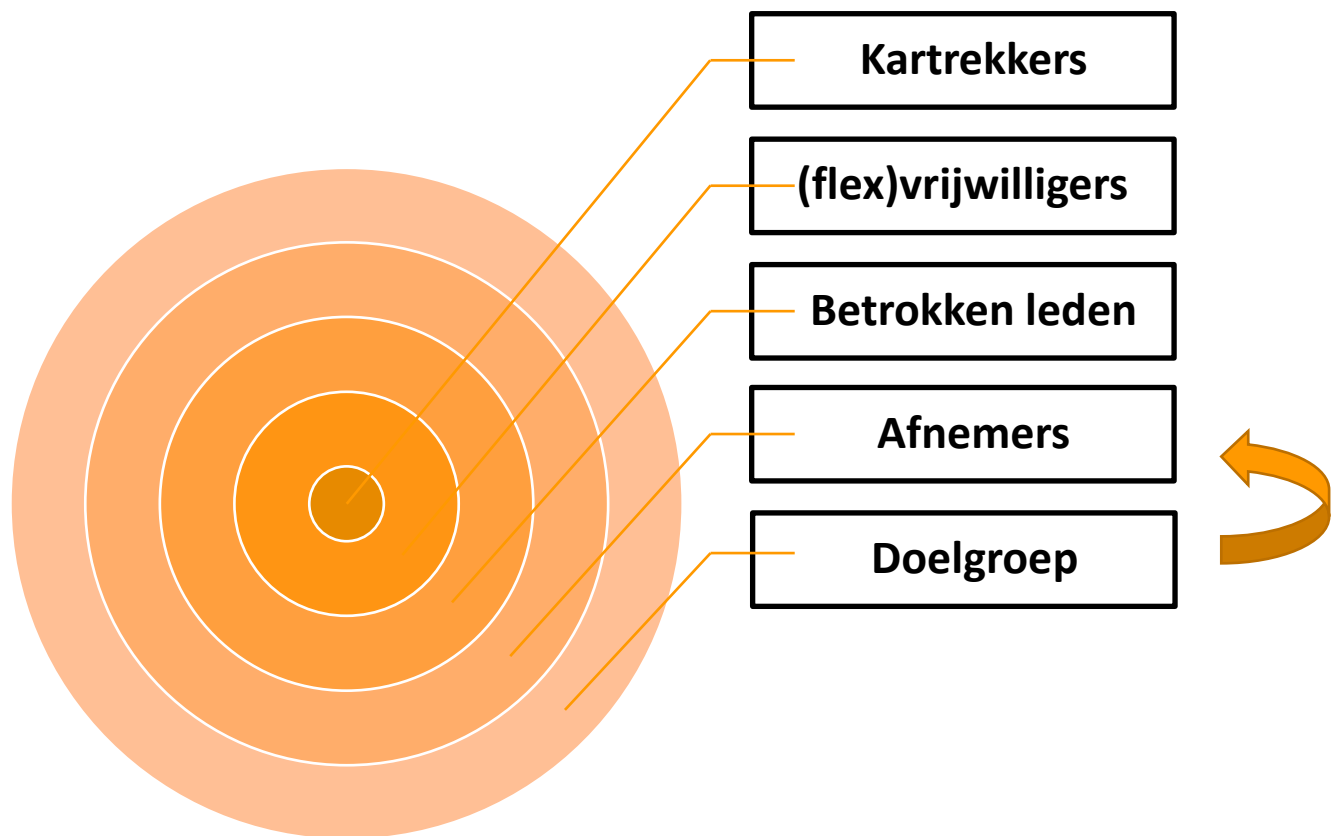 Kartrekkers
(flex)vrijwilligers
Betrokken leden
Afnemers
Doelgroep